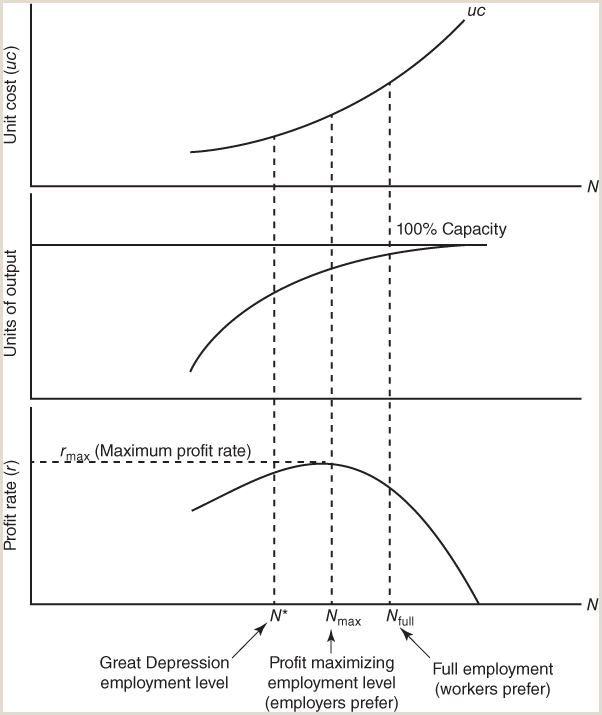 uc
Unit cost (uc)
N
100% Capacity
Units of output
rmax (Maximum profit rate)
Profit rate (r)
N
N* Nmax Nfull
Great Depression
employment level
Profit maximizing
employment level
(employers prefer)
Full employment
(workers prefer)